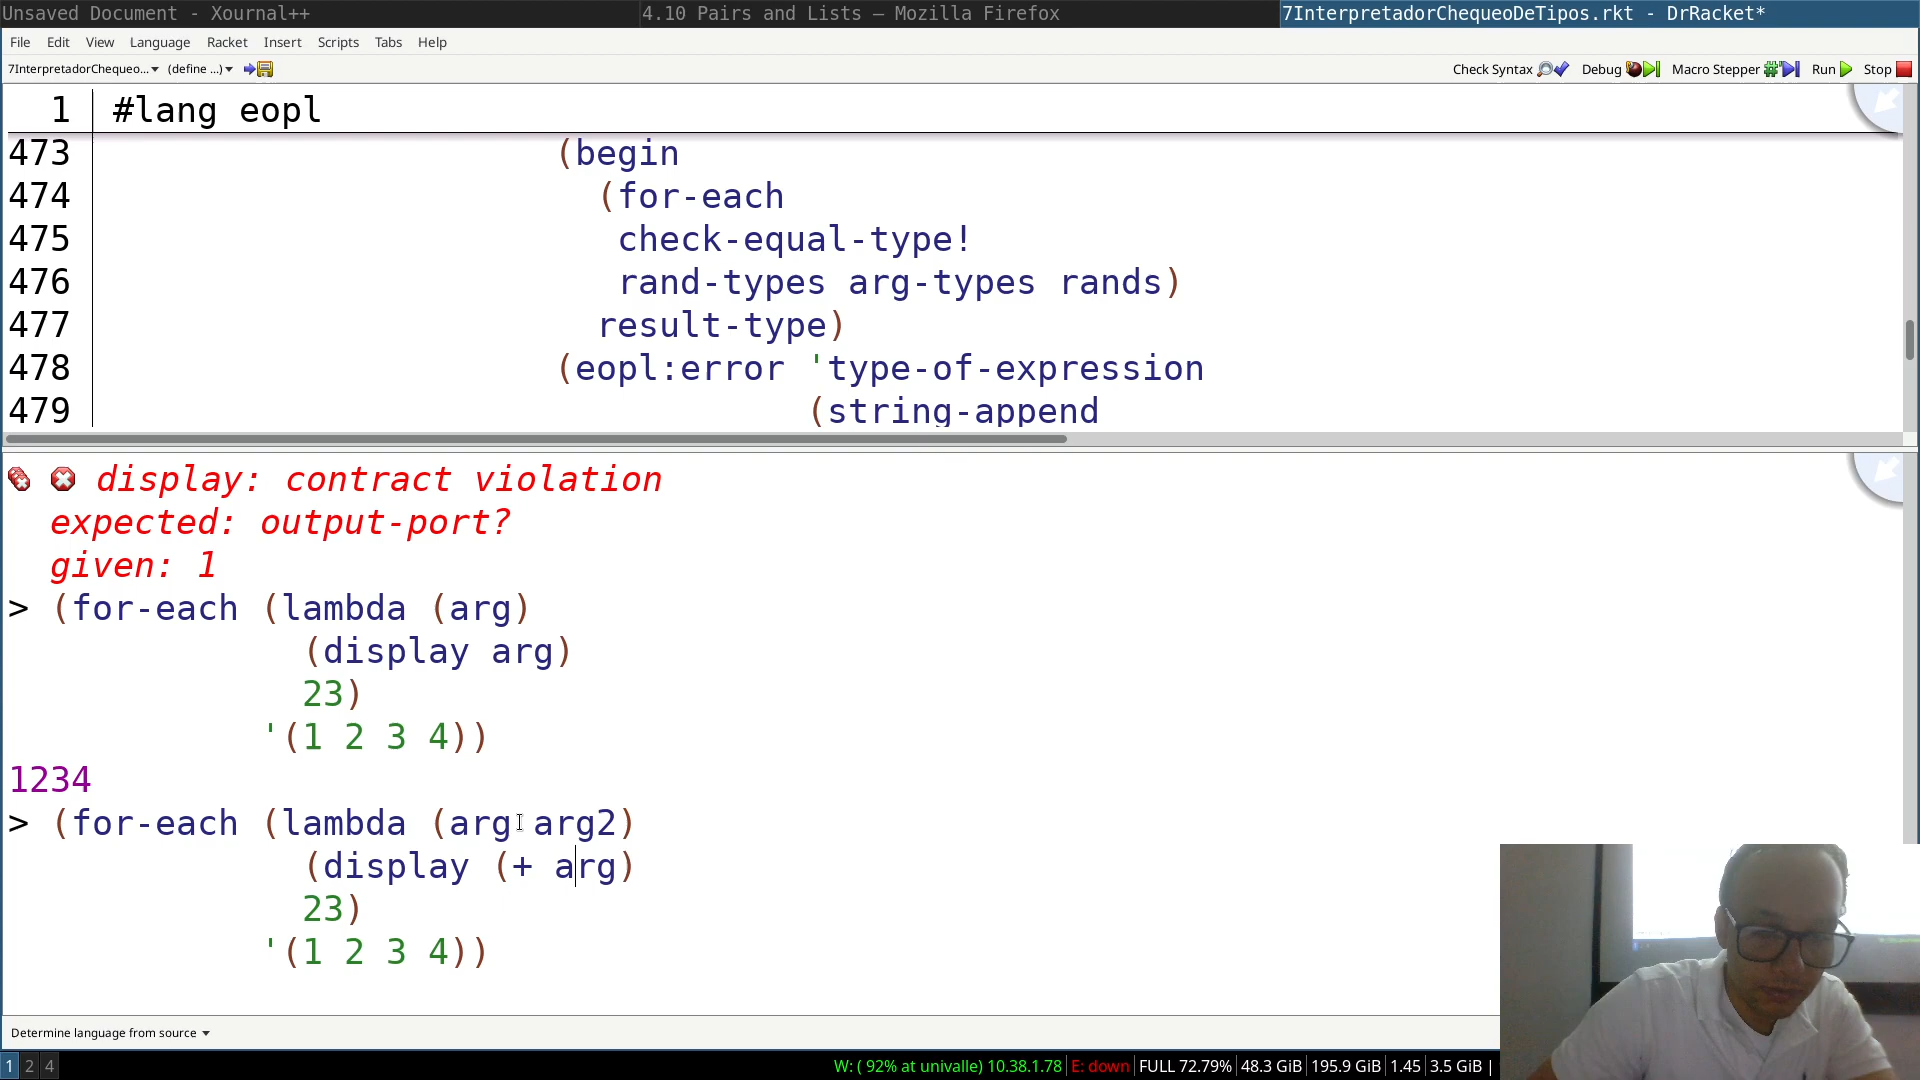 Unsaved Document - Xournal++
4.10 Pairs and Lists — Mozilla Firefox
7InterpretadorChequeoDeTipos.rkt - DrRacket*
File Edit View Language Racket Insert Scripts Tabs Help
7InterpretadorChequeo... (define ...)
Check Syntax Debug Macro Stepper Run Stop
1 #lang eopl
473 (begin
474 (for-each
475 check-equal-type!
476 rand-types arg-types rands)
477 result-type)
478 (eopl:error 'type-of-expression
479 (string-append
display: contract violation
expected: output-port?
given: 1
> (for-each (lambda (arg)
(display arg)
23)
'(1 2 3 4))
1234
> (for-each (lambda (arg arg2)
(display (+ arg)
23)
'(1 2 3 4))
Determine language from source
1 2 4
W: ( 92% at univalle) 10.38.1.78 | E: down | FULL 72.79% | 48.3 GiB | 195.9 GiB | 1.45 | 3.5 GiB |